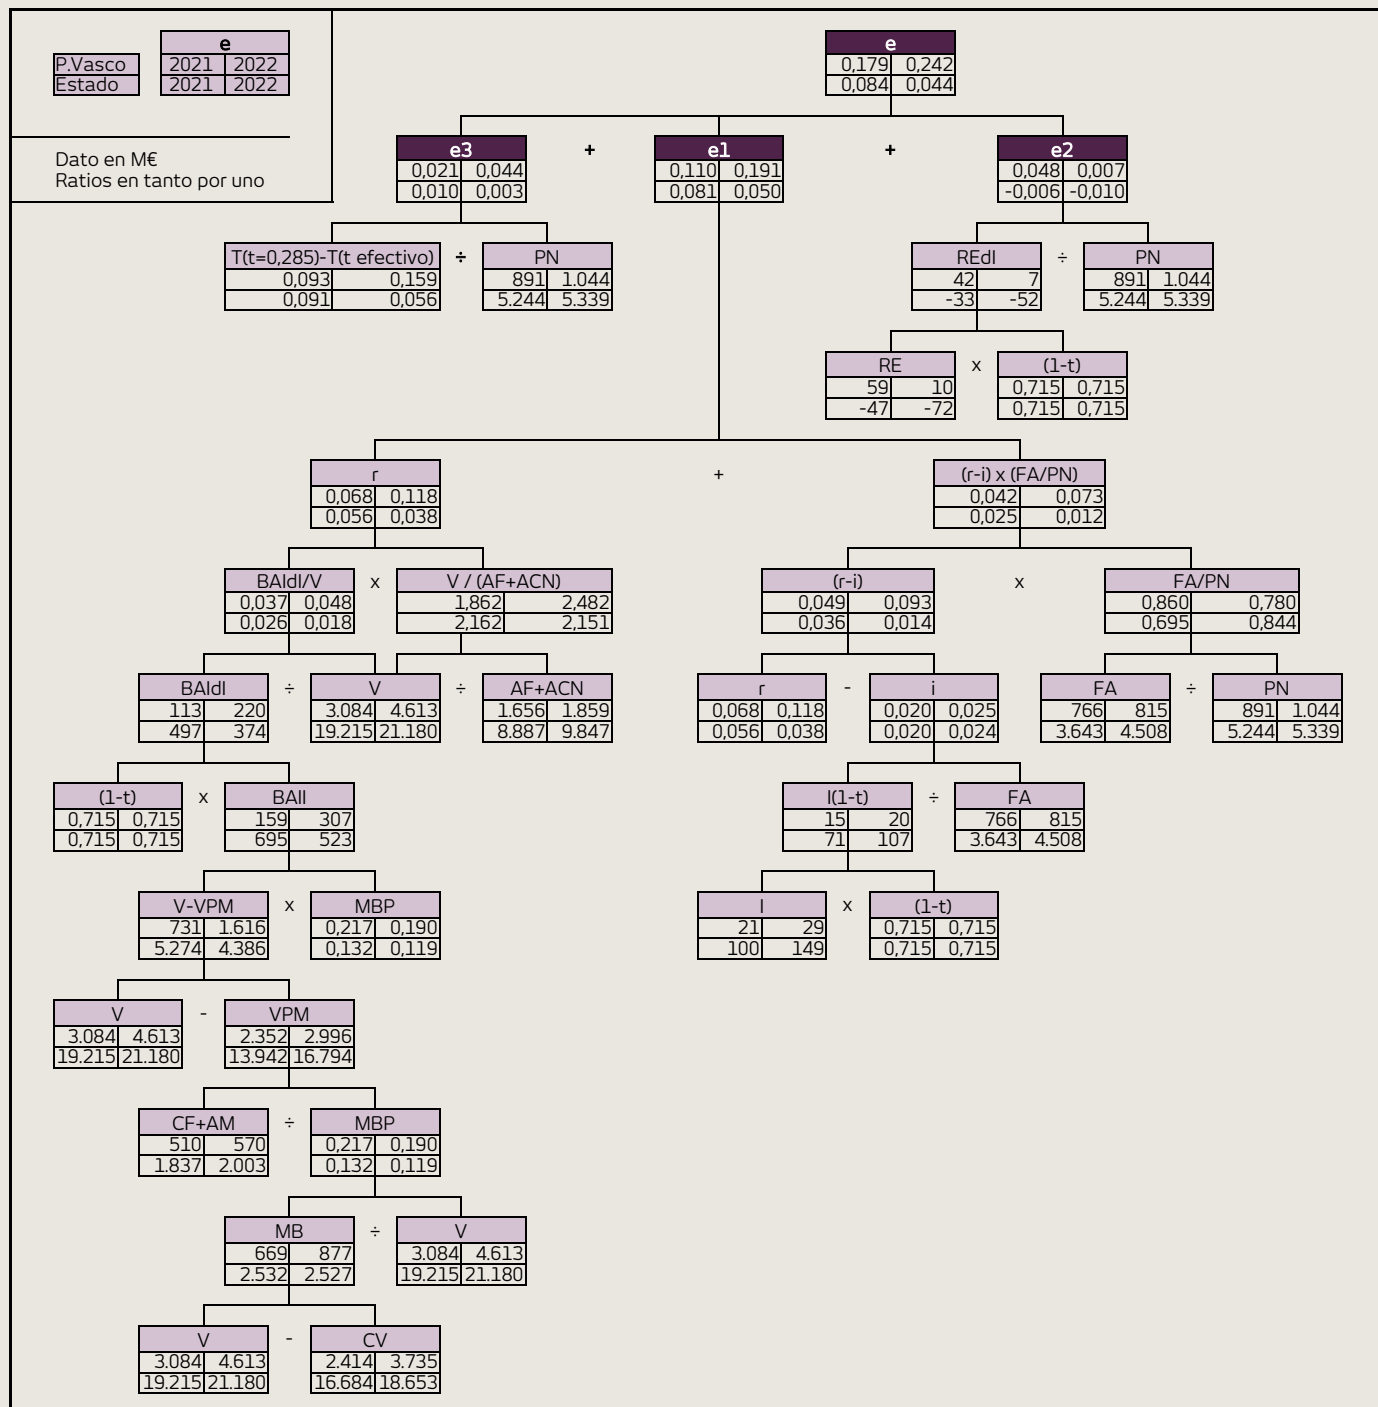 e
P.Vasco 2021 2022
Estado 2021 2022
Dato en M€
Ratios en tanto por uno
e
0,179 0,242
0,084 0,044
e3 + e1 + e2
0,021 0,044 0,110 0,191 0,048 0,007
0,010 0,003 0,081 0,050 -0,006 -0,010
T(t=0,285)-T(t efectivo) ÷ PN REdI ÷ PN
0,093 0,159 891 1.044 42 7 891 1.044
0,091 0,056 5.244 5.339 -33 -52 5.244 5.339
RE x (1-t)
59 10 0,715 0,715
-47 -72 0,715 0,715
r + (r-i) x (FA/PN)
0,068 0,118 0,042 0,073
0,056 0,038 0,025 0,012
BAIdI/V x V / (AF+ACN) (r-i) x FA/PN
0,037 0,048 1,862 2,482 0,049 0,093 0,860 0,780
0,026 0,018 2,162 2,151 0,036 0,014 0,695 0,844
BAIdI ÷ V ÷ AF+ACN r - i FA ÷ PN
113 220 3.084 4.613 1.656 1.859 0,068 0,118 0,020 0,025 766 815 891 1.044
497 374 19.215 21.180 8.887 9.847 0,056 0,038 0,020 0,024 3.643 4.508 5.244 5.339
(1-t) x BAII I(1-t) ÷ FA
0,715 0,715 159 307 15 20 766 815
0,715 0,715 695 523 71 107 3.643 4.508
V-VPM x MBP I x (1-t)
731 1.616 0,217 0,190 21 29 0,715 0,715
5.274 4.386 0,132 0,119 100 149 0,715 0,715
V - VPM
3.084 4.613 2.352 2.996
19.215 21.180 13.942 16.794
CF+AM ÷ MBP
510 570 0,217 0,190
1.837 2.003 0,132 0,119
MB ÷ V
669 877 3.084 4.613
2.532 2.527 19.215 21.180
V - CV
3.084 4.613 2.414 3.735
19.215 21.180 16.684 18.653